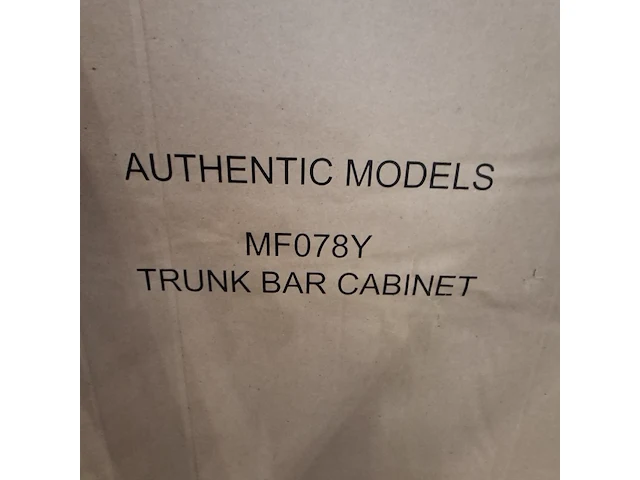 AUTHENTIC MODELS
MF078Y
TRUNK BAR CABINET